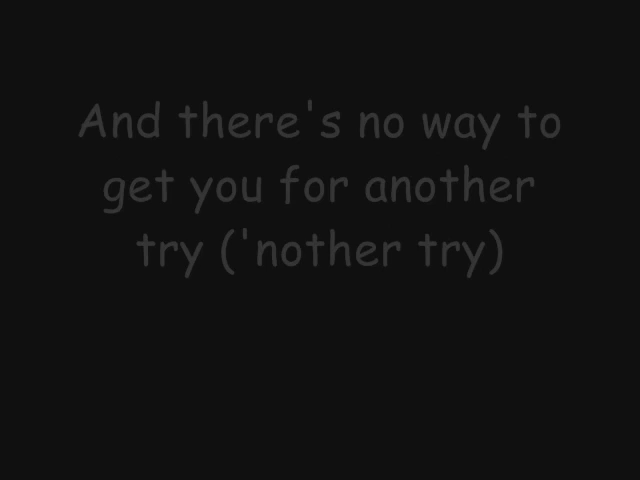 And there's no way to
get you for another
try ('nother try)